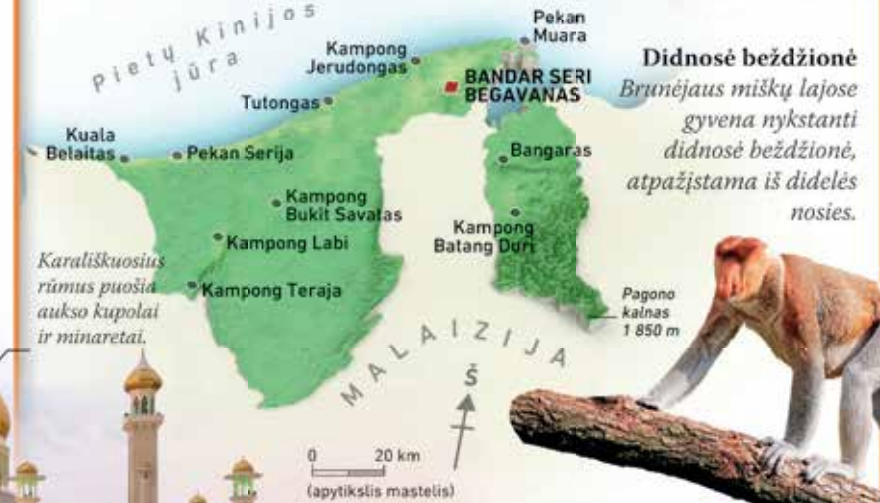 Pietų Kinijos
jūra
Pekan
Muara
Kampong
Jerudongas
BANDAR SERI
BEGAVANAS
Tutongas
Kuala
Belaitas
Pekan Serija
Bangaras
Kampong
Bukit Savatas
Kampong Labi
Kampong
Batang Duri
Kampong Teraja
Pagono
kalnas
1 850 m
MALAIZIJA
Š
0 20 km
(apytikslis mastelis)
Didnosė beždžionė
Brunėjaus miškų lajose
gyvena nykstanti
didnosė beždžionė,
atpažįstama iš didelės
nosies.
Karališkuosius
rūmus puošia
aukso kupolai
ir minaretai.